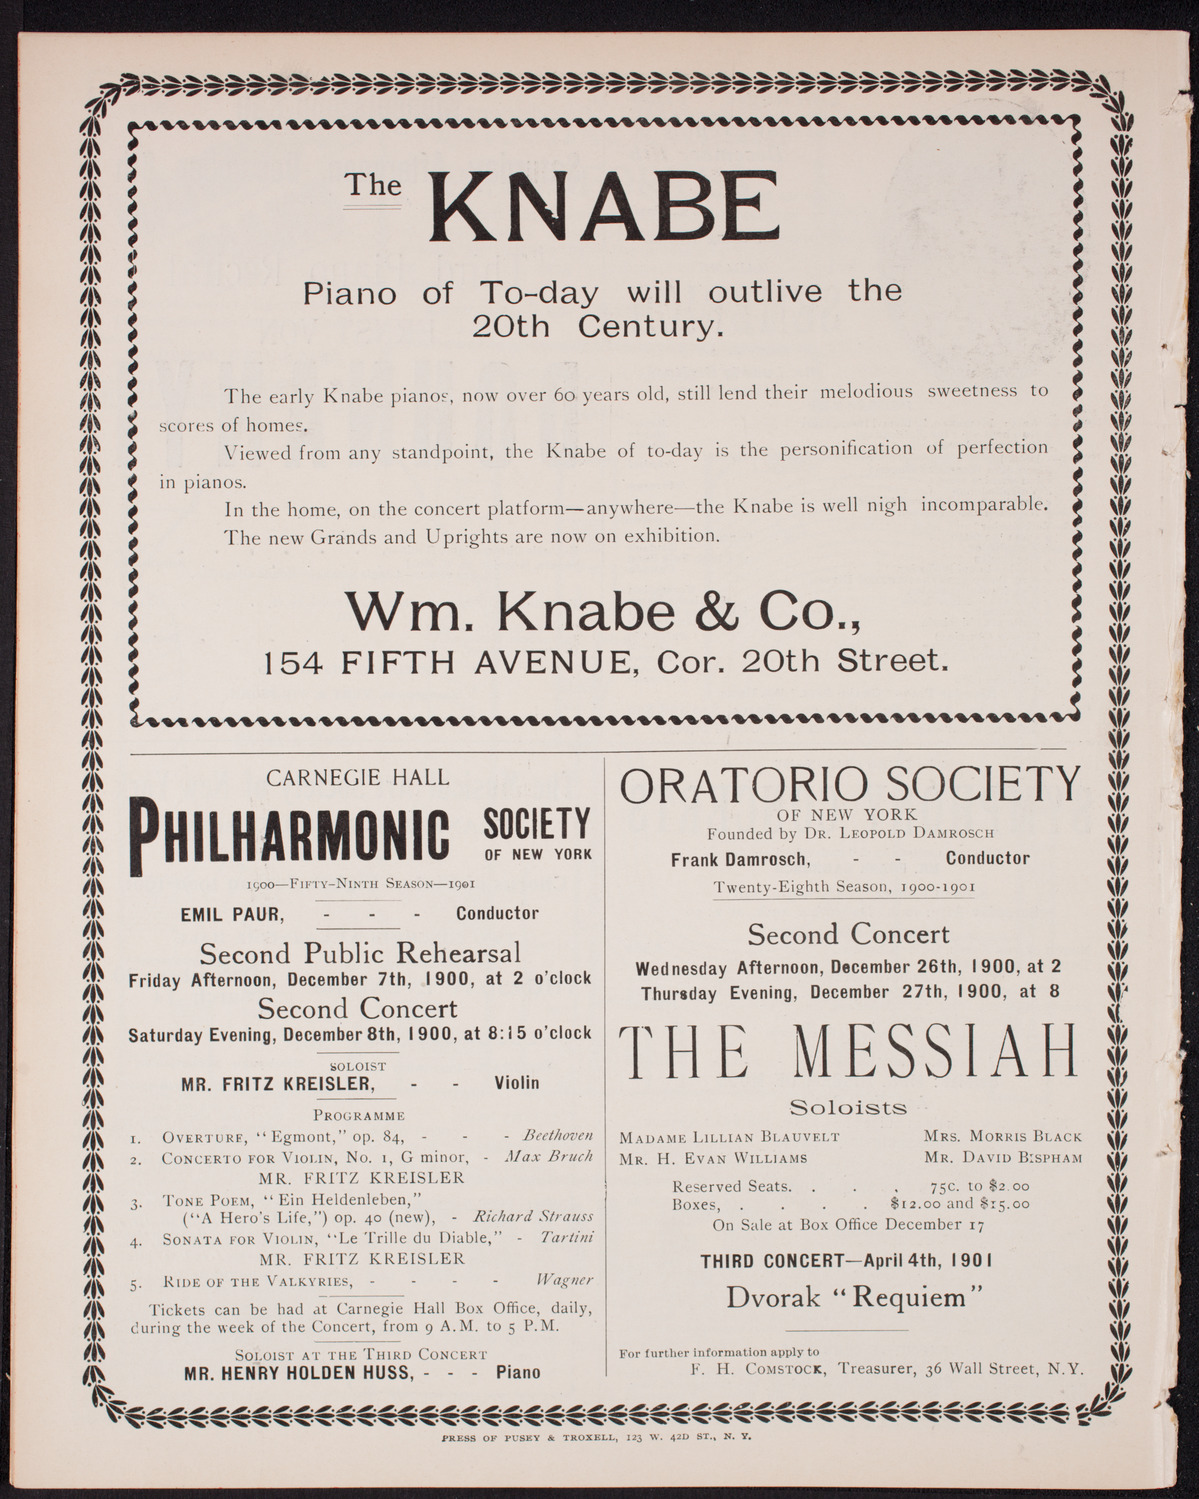 The KNABE
Piano of To-day will outlive the
20th Century.
The early Knabe pianos, now over 60 years old, still lend their melodious sweetness to
scores of homes.
Viewed from any standpoint, the Knabe of to-day is the personification of perfection
in pianos.
In the home, on the concert platform—anywhere—the Knabe is well nigh incomparable.
The new Grands and Uprights are now on exhibition.
Wm. Knabe & Co.,
154 FIFTH AVENUE, Cor. 20th Street.
CARNEGIE HALL
PHILHARMONIC SOCIETY
OF NEW YORK
1900—FIFTY-NINTH SEASON—1901
EMIL PAUR, - - - Conductor
Second Public Rehearsal
Friday Afternoon, December 7th, 1900, at 2 o'clock
Second Concert
Saturday Evening, December 8th, 1900, at 8:15 o'clock
SOLOIST
MR. FRITZ KREISLER, - - Violin
PROGRAMME
1. OVERTURE, "Egmont," op. 84, - - - Beethoven
2. CONCERTO FOR VIOLIN, No. 1, G minor, - Max Bruch
MR. FRITZ KREISLER
3. TONE POEM, "Ein Heldenleben,"
("A Hero's Life,") op. 40 (new), - Richard Strauss
4. SONATA FOR VIOLIN, "Le Trille du Diable," - Tartini
MR. FRITZ KREISLER
5. RIDE OF THE VALKYRIES, - - - - Wagner
Tickets can be had at Carnegie Hall Box Office, daily,
during the week of the Concert, from 9 A.M. to 5 P.M.
SOLOIST AT THE THIRD CONCERT
MR. HENRY HOLDEN HUSS, - - - Piano
ORATORIO SOCIETY
OF NEW YORK
Founded by DR. LEOPOLD DAMROSCH
Frank Damrosch, - - Conductor
Twenty-Eighth Season, 1900-1901
Second Concert
Wednesday Afternoon, December 26th, 1900, at 2
Thursday Evening, December 27th, 1900, at 8
THE MESSIAH
Soloists
MADAME LILLIAN BLAUVELT MRS. MORRIS BLACK
MR. H. EVAN WILLIAMS MR. DAVID BISPHAM
Reserved Seats. . . . 75c. to $2.00
Boxes, . . . . $12.00 and $15.00
On Sale at Box Office December 17
THIRD CONCERT—April 4th, 1901
Dvorak "Requiem"
For further information apply to
F. H. COMSTOCK, Treasurer, 36 Wall Street, N.Y.
PRESS OF PUSEY & TROXELL, 123 W. 42D ST., N. Y.